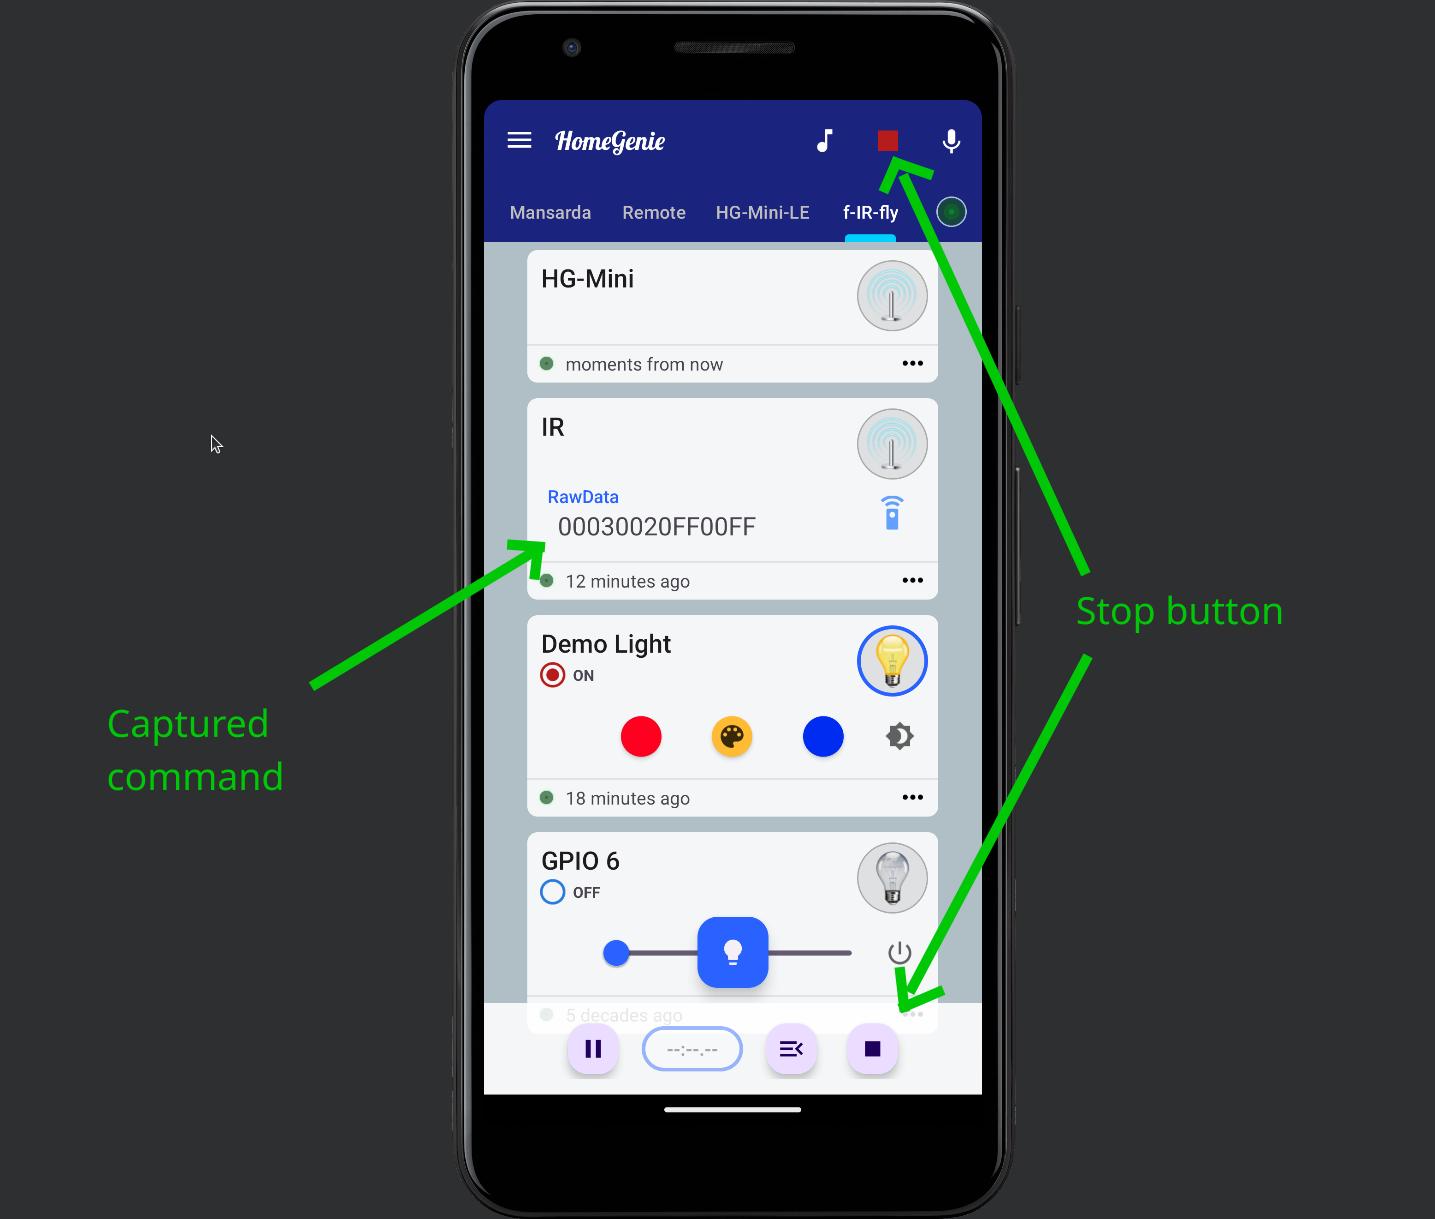 HomeGenie
Mansarda Remote HG-Mini-LE f-IR-fly
HG-Mini
moments from now
IR
RawData
00030020FF00FF
12 minutes ago
Stop button
Demo Light
ON
Captured
command
18 minutes ago
GPIO 6
OFF
5 decades ago
--:--.--